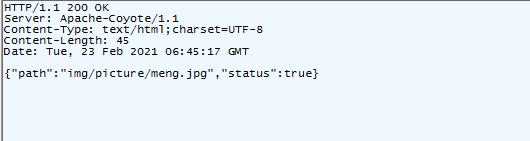 HTTP/1.1 200 OK
Server: Apache-Coyote/1.1
Content-Type: text/html;charset=UTF-8
Content-Length: 45
Date: Tue, 23 Feb 2021 06:45:17 GMT

{"path":"img/picture/meng.jpg","status":true}